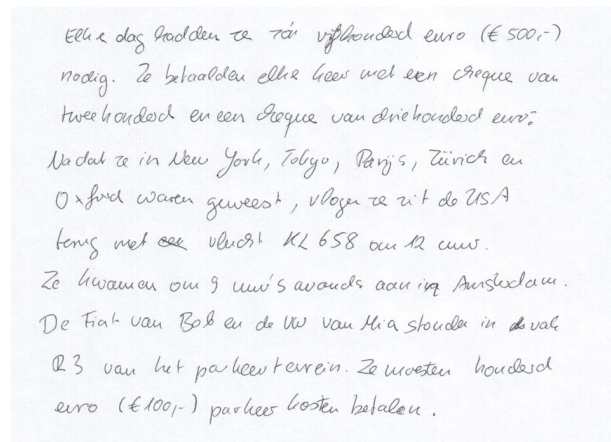 Elke dag hadden ze zo'n vijfhonderd euro (€ 500,-)
nodig. Ze betaalden elke keer met een cheque van
tweehonderd en een cheque van driehonderd euro.
Nadat ze in New York, Tokyo, Parijs, Zürich en
Oxford waren geweest, vlogen ze uit de USA
terug met een vlucht KL 658 om 12 uur.
Ze kwamen om 9 uur 's avonds aan in Amsterdam.
De Fiat van Bob en de VW van Mia stonden in vak
R3 van het parkeerterrein. Ze moesten honderd
euro (€100,-) parkeer kosten betalen.